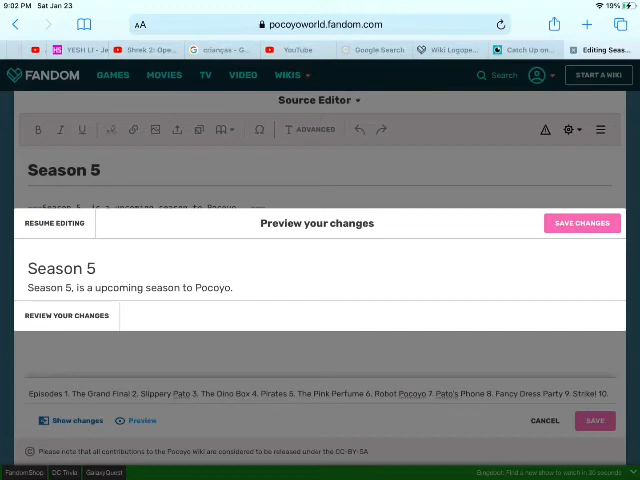 9:02 PM Sat Jan 23
19%
AA
pocoyoworld.fandom.com
YESH LI - Je...
Shrek 2: Ope...
crianças - G...
YouTube
Google Search
Wiki Logope...
Catch Up on...
Editing Seas...
FANDOM
GAMES MOVIES TV VIDEO WIKIS
Search
START A WIKI
Source Editor
B I U
Ω
T ADVANCED
Season 5
RESUME EDITING
Preview your changes
SAVE CHANGES
Season 5
Season 5, is a upcoming season to Pocoyo.
REVIEW YOUR CHANGES
Episodes 1. The Grand Final 2. Slippery Pato 3. The Dino Box 4. Pirates 5. The Pink Perfume 6. Robot Pocoyo 7. Pato's Phone 8. Fancy Dress Party 9. Strike! 10.
Show changes
Preview
CANCEL
SAVE
Please note that all contributions to the Pocoyo Wiki are considered to be released under the CC-BY-SA
FandomShop
DC Trivia
GalaxyQuest
Bingebot: Find a new show to watch in 30 seconds